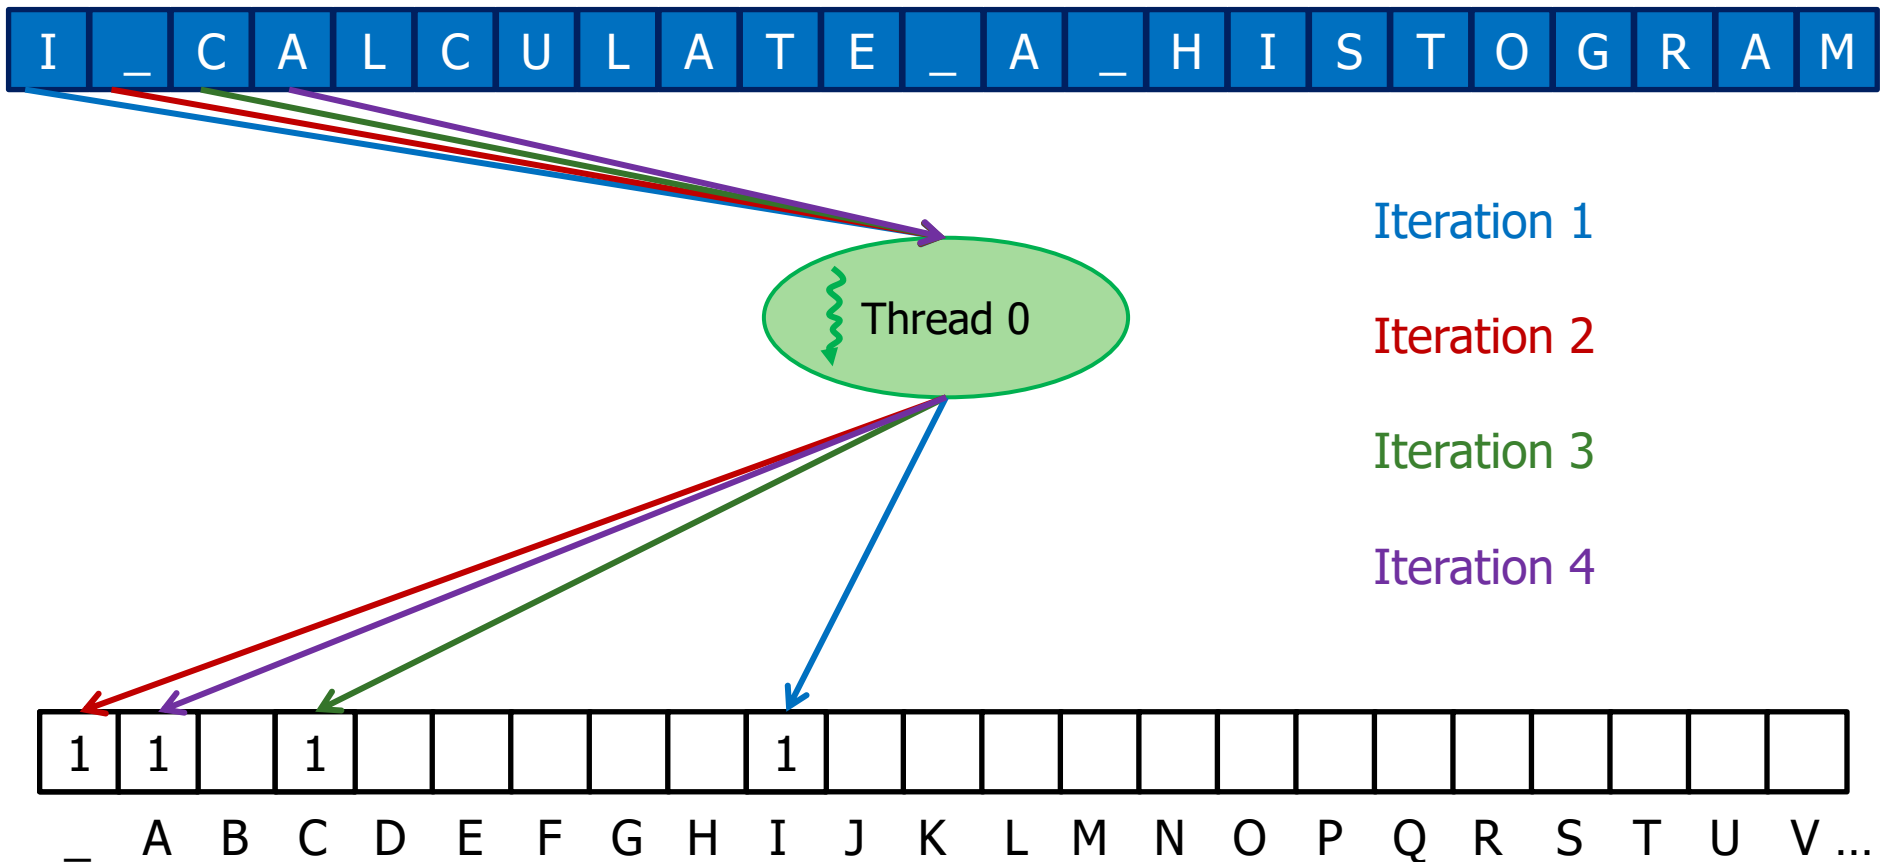 I _ C A L C U L A T E _ A _ H I S T O G R A M
Iteration 1
Thread 0
Iteration 2
Iteration 3
Iteration 4
1 1 1 1
_ A B C D E F G H I J K L M N O P Q R S T U V ...